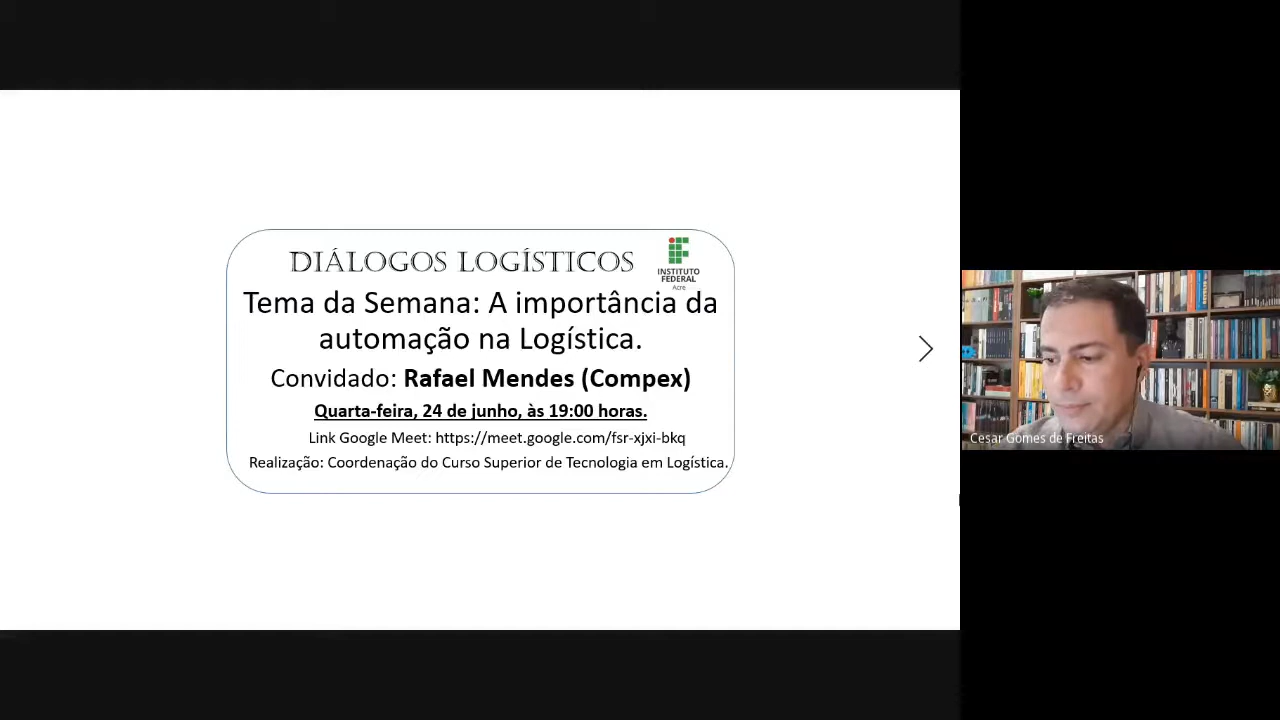 DIÁLOGOS LOGÍSTICOS
INSTITUTO
FEDERAL
Acre
Tema da Semana: A importância da
automação na Logística.
Convidado: Rafael Mendes (Compex)
Quarta-feira, 24 de junho, às 19:00 horas.
Link Google Meet: https://meet.google.com/fsr-xjxi-bkq
Realização: Coordenação do Curso Superior de Tecnologia em Logística.
Cesar Gomes de Freitas